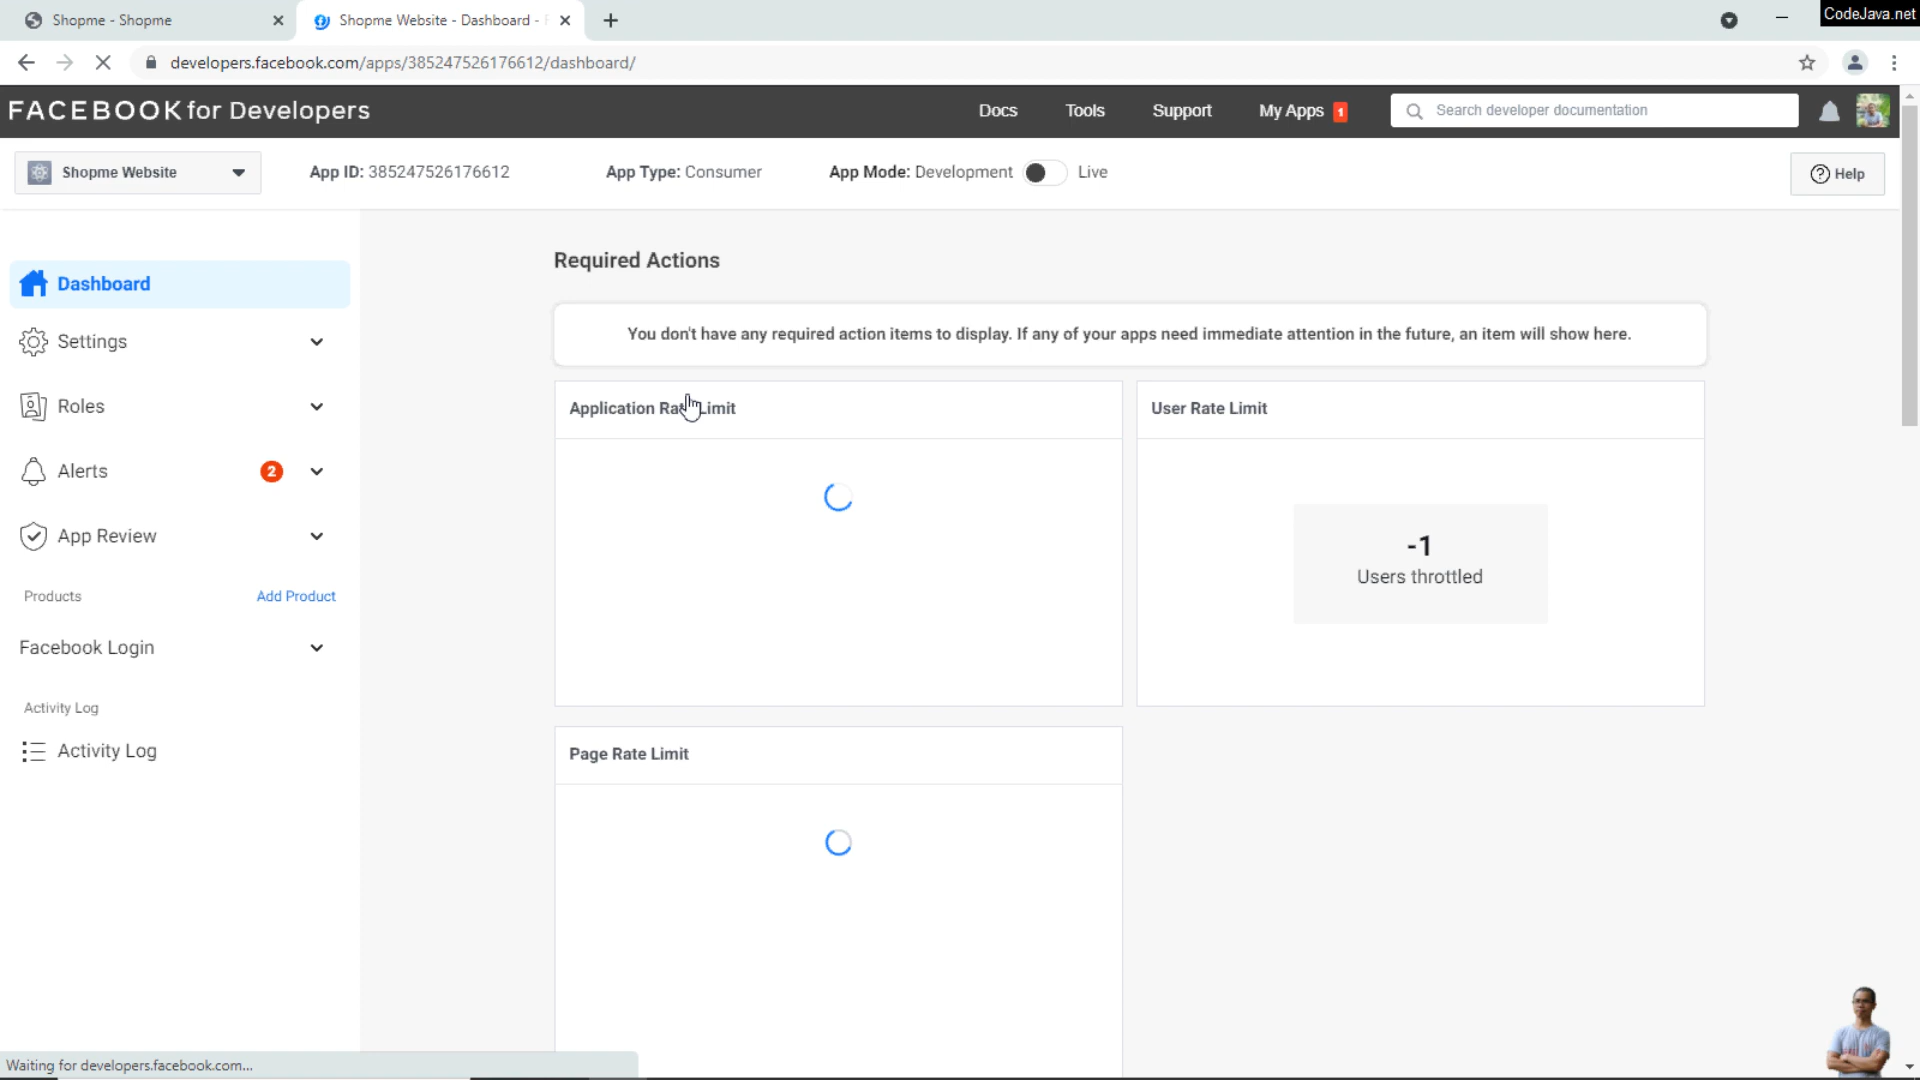 Shopme - Shopme
Shopme Website - Dashboard - F
CodeJava.net
developers.facebook.com/apps/385247526176612/dashboard/
FACEBOOK for Developers
Docs
Tools
Support
My Apps 1
Search developer documentation
Shopme Website
App ID: 385247526176612
App Type: Consumer
App Mode: Development
Live
Help
Dashboard
Settings
Roles
Alerts
2
App Review
Products
Add Product
Facebook Login
Activity Log
Activity Log
Required Actions
You don't have any required action items to display. If any of your apps need immediate attention in the future, an item will show here.
Application Rate Limit
User Rate Limit
-1
Users throttled
Page Rate Limit
Waiting for developers.facebook.com...